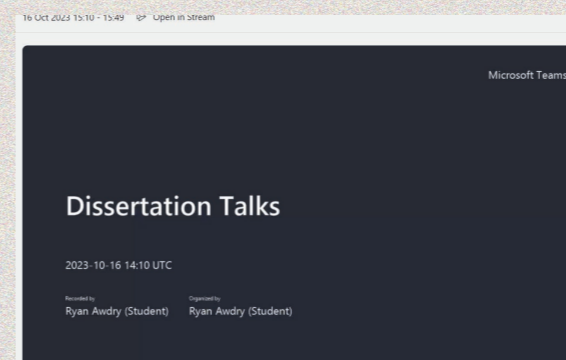 16 Oct 2023 15:10 - 15:49 Open in Stream
Microsoft Teams
Dissertation Talks
2023-10-16 14:10 UTC
Recorded by Organized by
Ryan Awdry (Student) Ryan Awdry (Student)